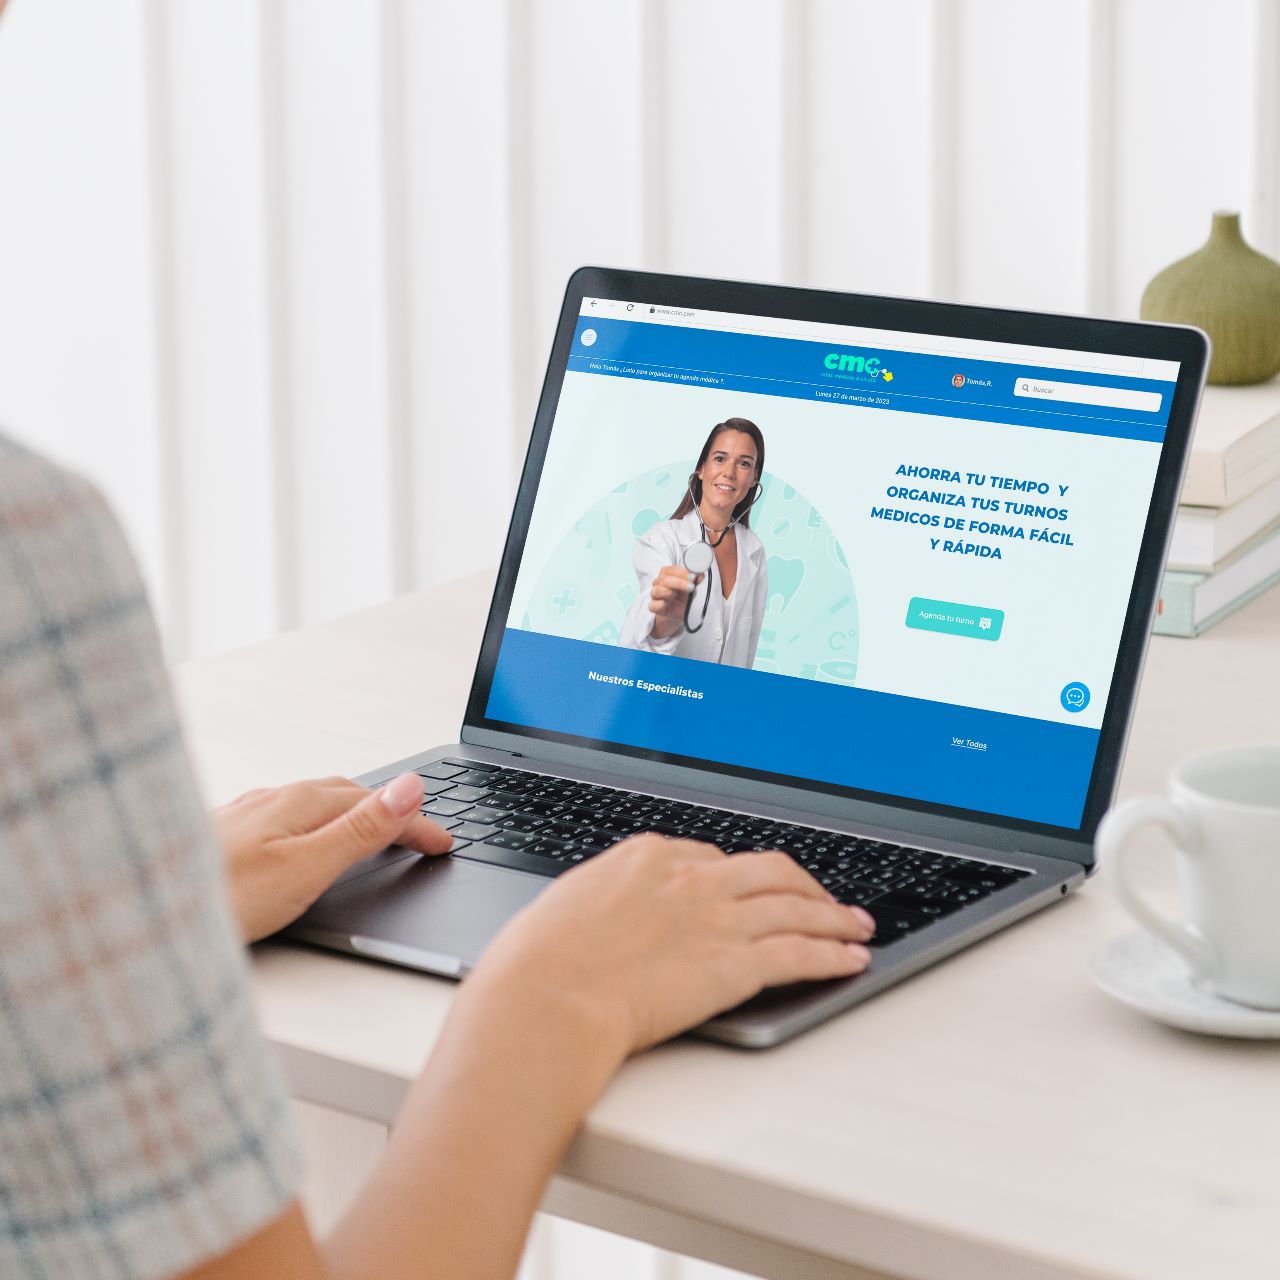 www.cmc.com
cmc
citas médicas a un clic
Tomás.R.
Buscar
Hola Tomás ¿Listo para organizar tu agenda médica ?.
Lunes 27 de marzo de 2023
AHORRA TU TIEMPO Y
ORGANIZA TUS TURNOS
MEDICOS DE FORMA FÁCIL
Y RÁPIDA
Agenda tu turno
C°
Nuestros Especialistas
Ver Todos